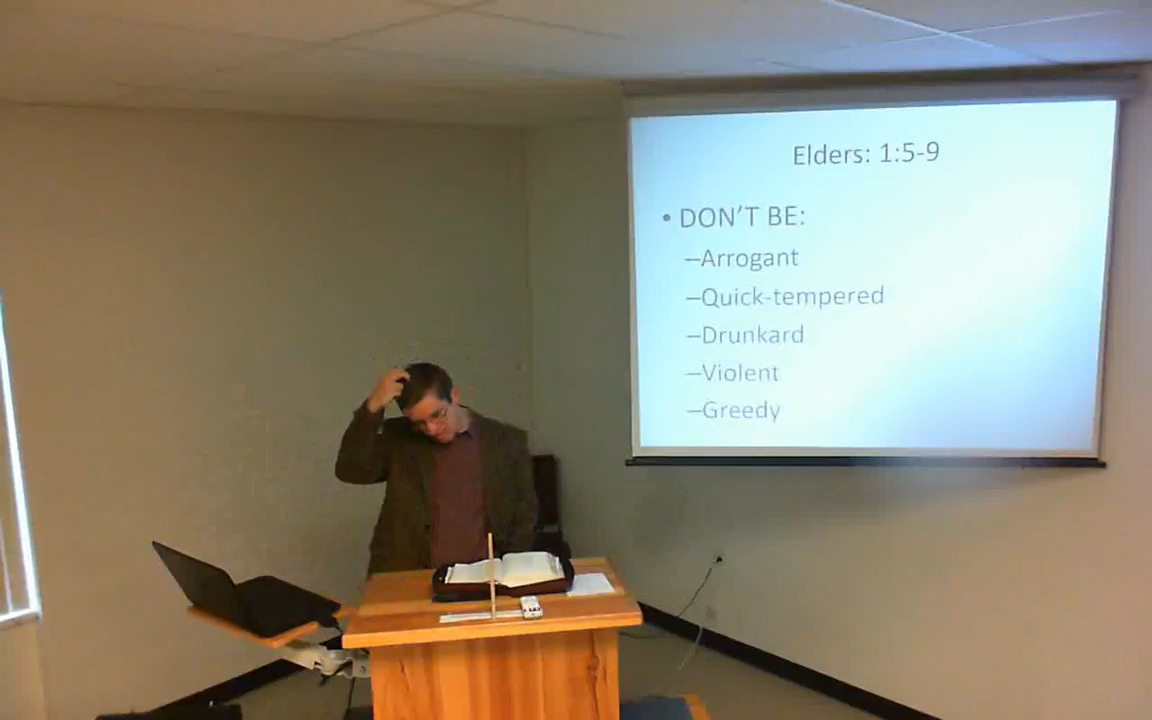 Elders: 1:5-9
• DON'T BE:
–Arrogant
–Quick-tempered
–Drunkard
–Violent
–Greedy